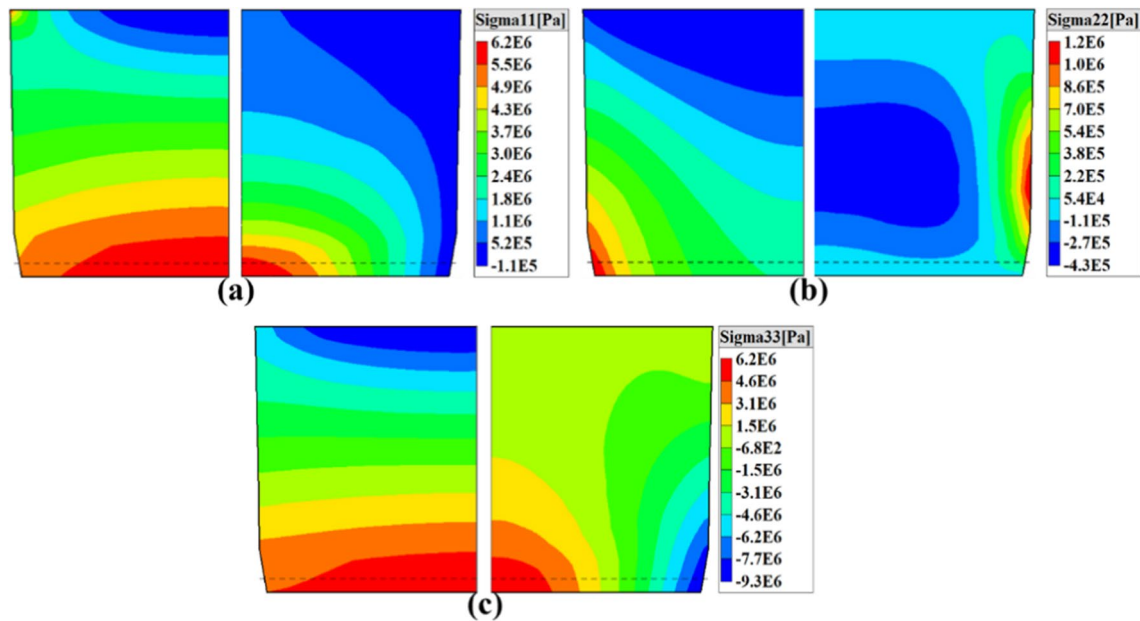 Sigma11[Pa]
6.2E6
5.5E6
4.9E6
4.3E6
3.7E6
3.0E6
2.4E6
1.8E6
1.1E6
5.2E5
-1.1E5
(a)
Sigma22[Pa]
1.2E6
1.0E6
8.6E5
7.0E5
5.4E5
3.8E5
2.2E5
5.4E4
-1.1E5
-2.7E5
-4.3E5
(b)
Sigma33[Pa]
6.2E6
4.6E6
3.1E6
1.5E6
-6.8E2
-1.5E6
-3.1E6
-4.6E6
-6.2E6
-7.7E6
-9.3E6
(c)